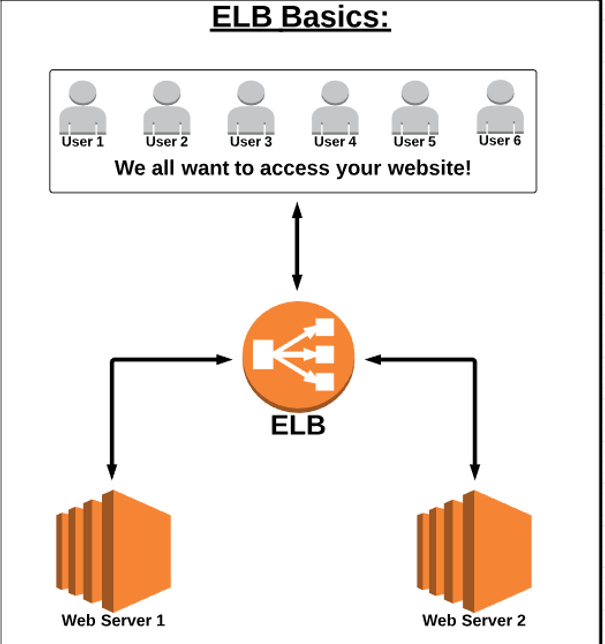 ELB Basics:
User 1 User 2 User 3 User 4 User 5 User 6
We all want to access your website!
ELB
Web Server 1 Web Server 2